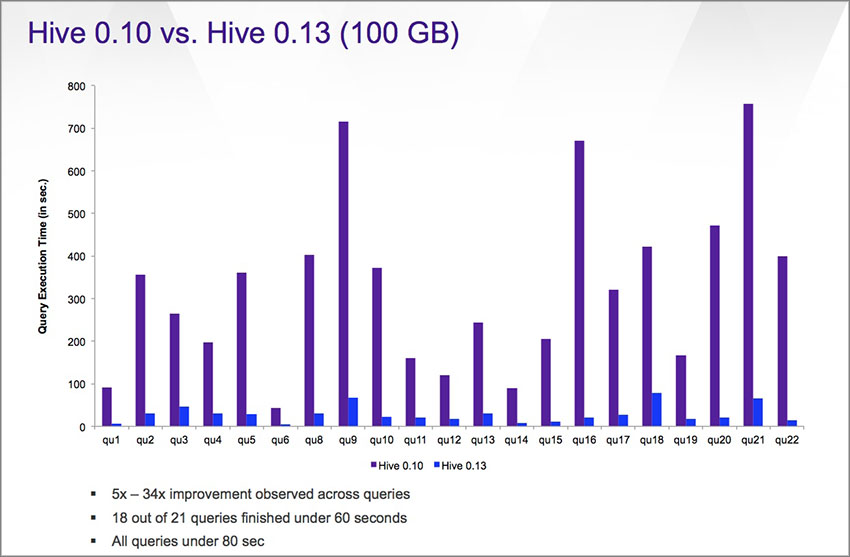 Hive 0.10 vs. Hive 0.13 (100 GB)
800
700
600
500
400
300
200
100
0
Query Execution Time (in sec.)
qu1 qu2 qu3 qu4 qu5 qu6 qu8 qu9 qu10 qu11 qu12 qu13 qu14 qu15 qu16 qu17 qu18 qu19 qu20 qu21 qu22
Hive 0.10 Hive 0.13
▪ 5x – 34x improvement observed across queries
▪ 18 out of 21 queries finished under 60 seconds
▪ All queries under 80 sec